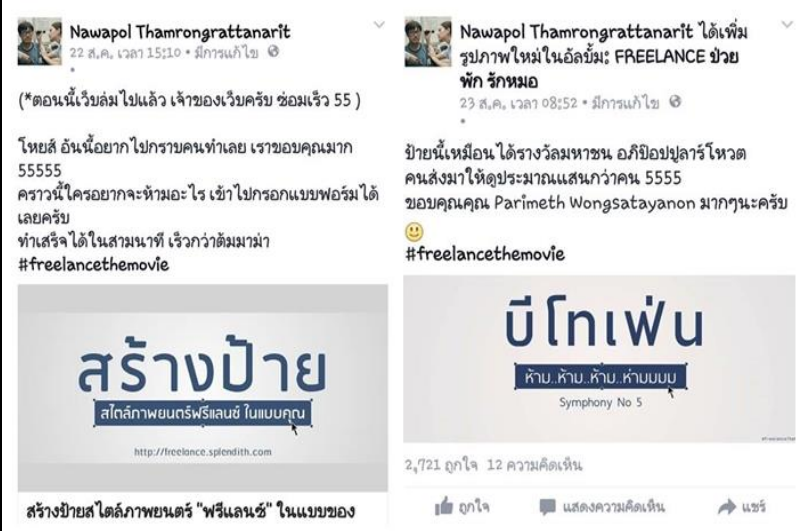 Nawapol Thamrongrattanarit
22 ส.ค. เวลา 15:10 • มีการแก้ไข
(*ตอนนี้เว็บล่มไปแล้ว เจ้าของเว็บครับ ซ่อมเร็ว 55 )
โหยส์ อันนี้อยากไปกราบคนทำเลย เราขอบคุณมาก
55555
คราวนี้ใครอยากจะห้ามอะไร เข้าไปกรอกแบบฟอร์มได้
เลยครับ
ทำเสร็จได้ในสามนาที เร็วกว่าต้มมาม่า
#freelancethemovie
สร้างป้าย
สไตล์ภาพยนตร์ฟรีแลนซ์ ในแบบคุณ
http://freelance.splendith.com
สร้างป้ายสไตล์ภาพยนตร์ "ฟรีแลนซ์" ในแบบของ
Nawapol Thamrongrattanarit ได้เพิ่ม
รูปภาพใหม่ในอัลบั้ม: FREELANCE ป่วย
พัก รักหมอ
23 ส.ค. เวลา 08:52 • มีการแก้ไข
ป้ายนี้เหมือนได้รางวัลมหาชน อภิป๊อปปูลาร์โหวต
คนส่งมาให้ดูประมาณแสนกว่าคน 5555
ขอบคุณคุณ Parimeth Wongsatayanon มากๆนะครับ
#freelancethemovie
บีโทเฟ่น
ห้าม..ห้าม..ห้าม..ห่ามมมม
Symphony No 5
2,721 ถูกใจ 12 ความคิดเห็น
ถูกใจ แสดงความคิดเห็น แชร์